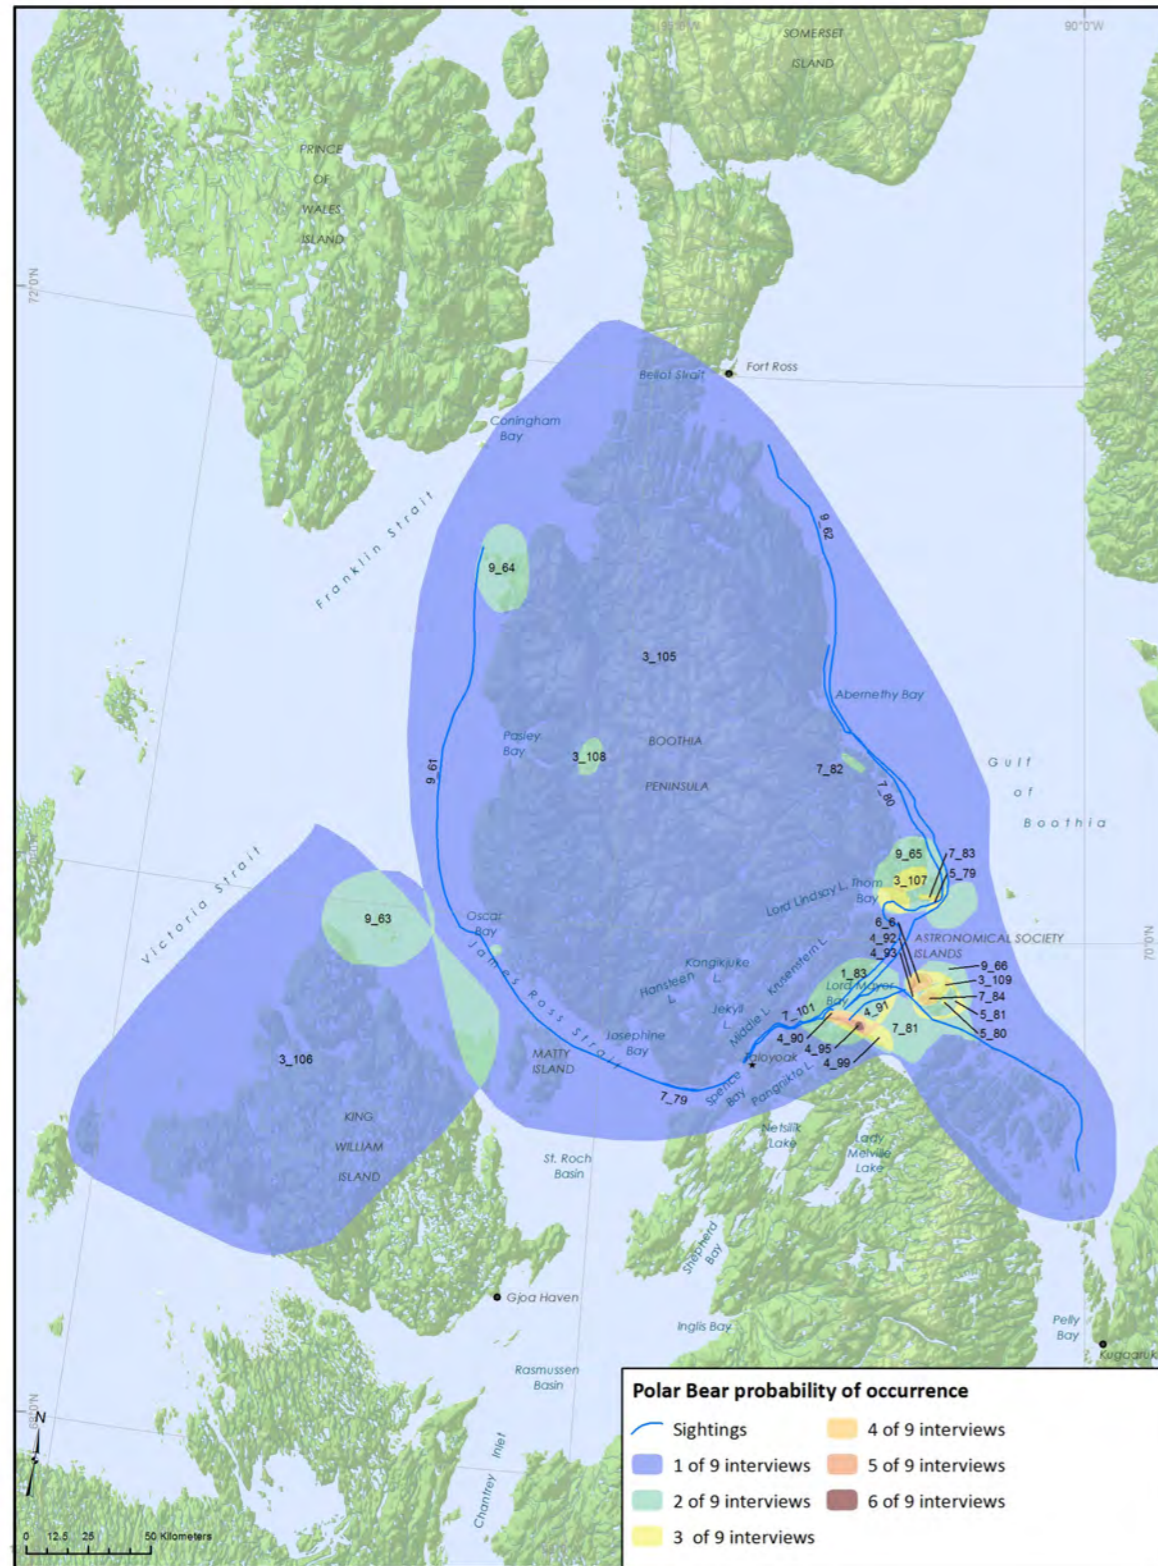 95°0'W
90°0'W
SOMERSET
ISLAND
PRINCE
OF
WALES
ISLAND
72°0'N
Bellot Strait
Fort Ross
Coningham
Bay
Franklin Strait
9_62
9_64
3_105
Abernethy Bay
Pasley
Bay
3_108
BOOTHIA
PENINSULA
7_82
7_80
Gulf
of
Boothia
9_61
9_65
7_83
3_107
5_79
Lord Lindsay L.
Thom
Bay
Victoria Strait
9_63
Oscar
Bay
6_6
4_92
4_93
ASTRONOMICAL SOCIETY
ISLANDS
70°0'N
James Ross Strait
Kangikjuke
L.
Hansteen
L.
Krusenstern L.
1_83
Lord Mayor
Bay
9_66
3_109
7_84
5_81
5_80
Jekyll
L.
Middle L.
7_101
4_91
7_81
4_90
4_95
4_99
Josephine
Bay
MATTY
ISLAND
Taloyoak
3_106
7_79
Spence
Bay
Pangnikto L.
KING
WILLIAM
ISLAND
Netsilik
Lake
Lady
Melville
Lake
St. Roch
Basin
Shepherd
Bay
Gjoa Haven
Inglis Bay
Pelly
Bay
Kugaaruk
Rasmussen
Basin
Chantrey Inlet
68°0'N
N
0 12.5 25 50 Kilometers
Polar Bear probability of occurrence
Sightings
1 of 9 interviews
2 of 9 interviews
3 of 9 interviews
4 of 9 interviews
5 of 9 interviews
6 of 9 interviews